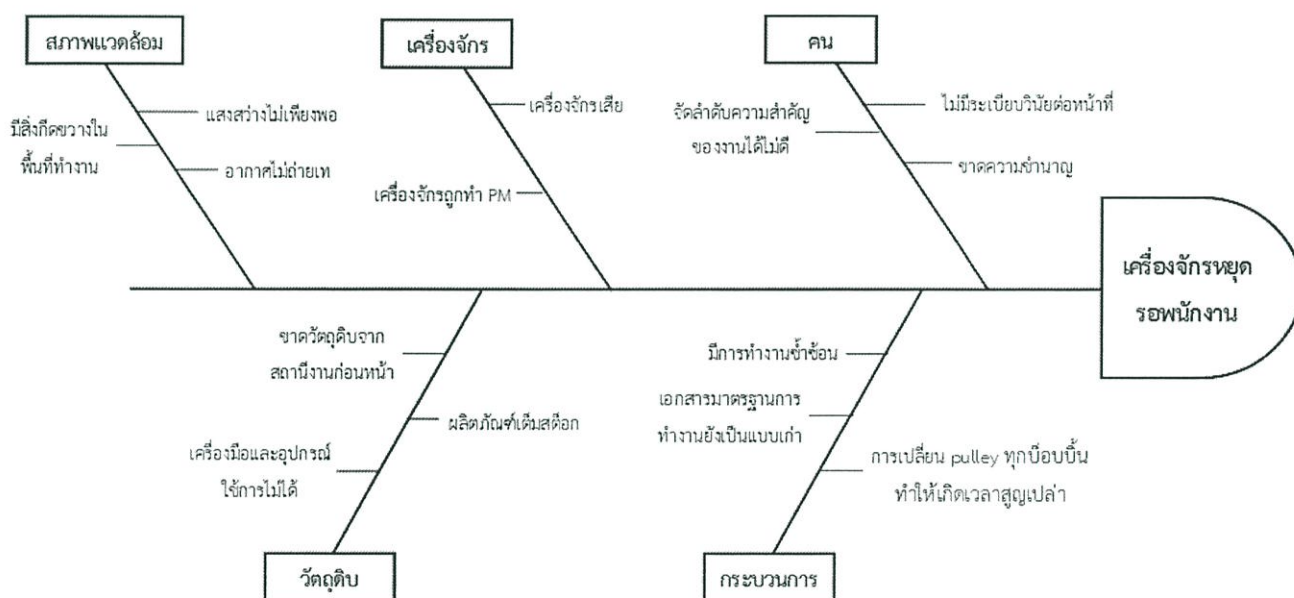 สภาพแวดล้อม
เครื่องจักร
คน
แสงสว่างไม่เพียงพอ
มีสิ่งกีดขวางใน
พื้นที่ทำงาน
อากาศไม่ถ่ายเท
เครื่องจักรเสีย
เครื่องจักรถูกทำ PM
ไม่มีระเบียบวินัยต่อหน้าที่
จัดลำดับความสำคัญ
ของงานได้ไม่ดี
ขาดความชำนาญ
เครื่องจักรหยุด
รอพนักงาน
ขาดวัตถุดิบจาก
สถานีงานก่อนหน้า
ผลิตภัณฑ์เต็มสต็อก
เครื่องมือและอุปกรณ์
ใช้การไม่ได้
มีการทำงานซ้ำซ้อน
เอกสารมาตรฐานการ
ทำงานยังเป็นแบบเก่า
การเปลี่ยน pulley ทุกบ๊อบบิ้น
ทำให้เกิดเวลาสูญเปล่า
วัตถุดิบ
กระบวนการ